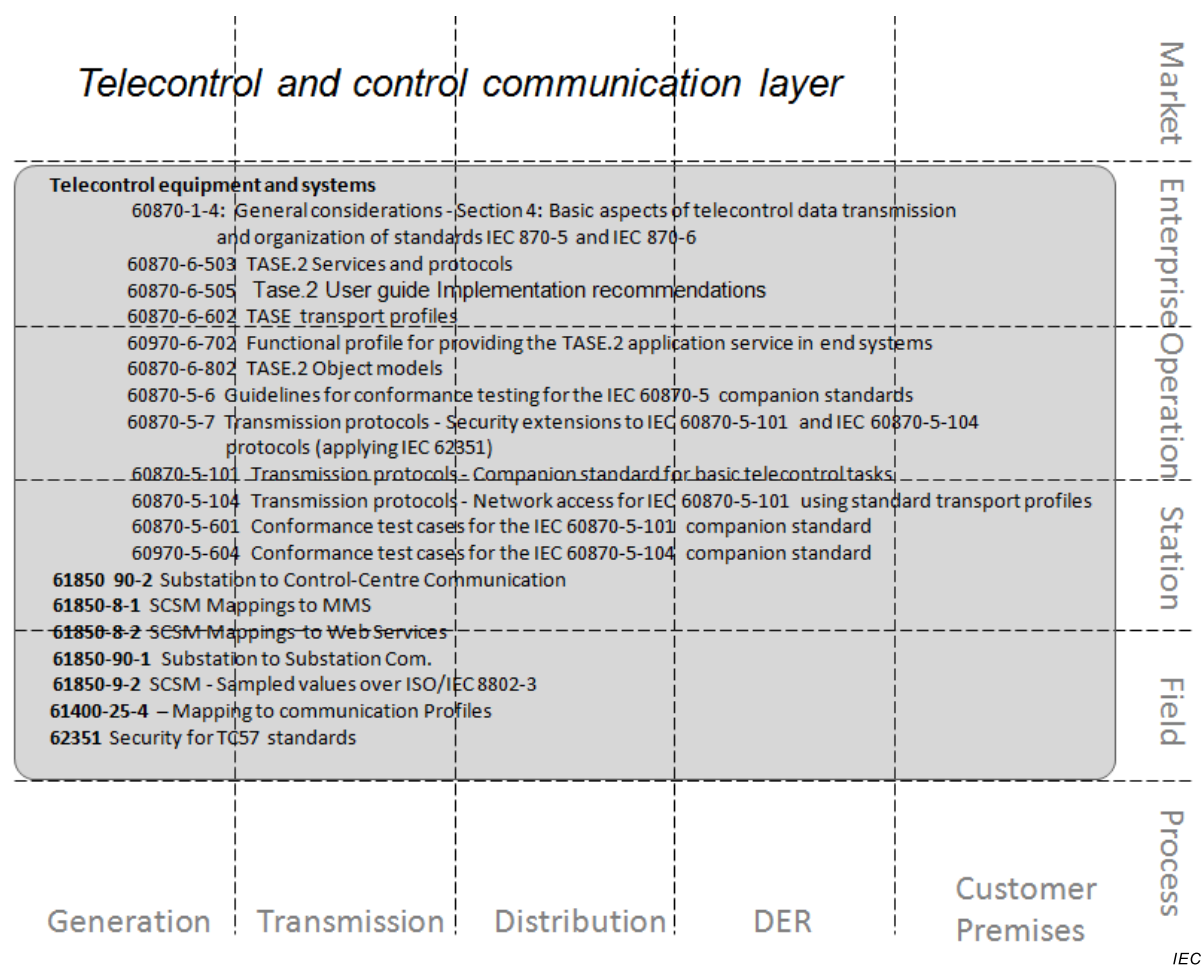 Telecontrol and control communication layer
Market
Telecontrol equipment and systems
60870-1-4: General considerations - Section 4: Basic aspects of telecontrol data transmission
and organization of standards IEC 870-5 and IEC 870-6
60870-6-503 TASE.2 Services and protocols
60870-6-505 Tase.2 User guide Implementation recommendations
60870-6-602 TASE transport profiles
Enterprise
60970-6-702 Functional profile for providing the TASE.2 application service in end systems
60870-6-802 TASE.2 Object models
60870-5-6 Guidelines for conformance testing for the IEC 60870-5 companion standards
60870-5-7 Transmission protocols - Security extensions to IEC 60870-5-101 and IEC 60870-5-104
protocols (applying IEC 62351)
60870-5-101 Transmission protocols - Companion standard for basic telecontrol tasks
Operation
60870-5-104 Transmission protocols - Network access for IEC 60870-5-101 using standard transport profiles
60870-5-601 Conformance test cases for the IEC 60870-5-101 companion standard
60970-5-604 Conformance test cases for the IEC 60870-5-104 companion standard
61850 90-2 Substation to Control-Centre Communication
61850-8-1 SCSM Mappings to MMS
61850-8-2 SCSM Mappings to Web Services
Station
61850-90-1 Substation to Substation Com.
61850-9-2 SCSM - Sampled values over ISO/IEC 8802-3
61400-25-4 – Mapping to communication Profiles
62351 Security for TC57 standards
Field
Process
Generation
Transmission
Distribution
DER
Customer
Premises
IEC